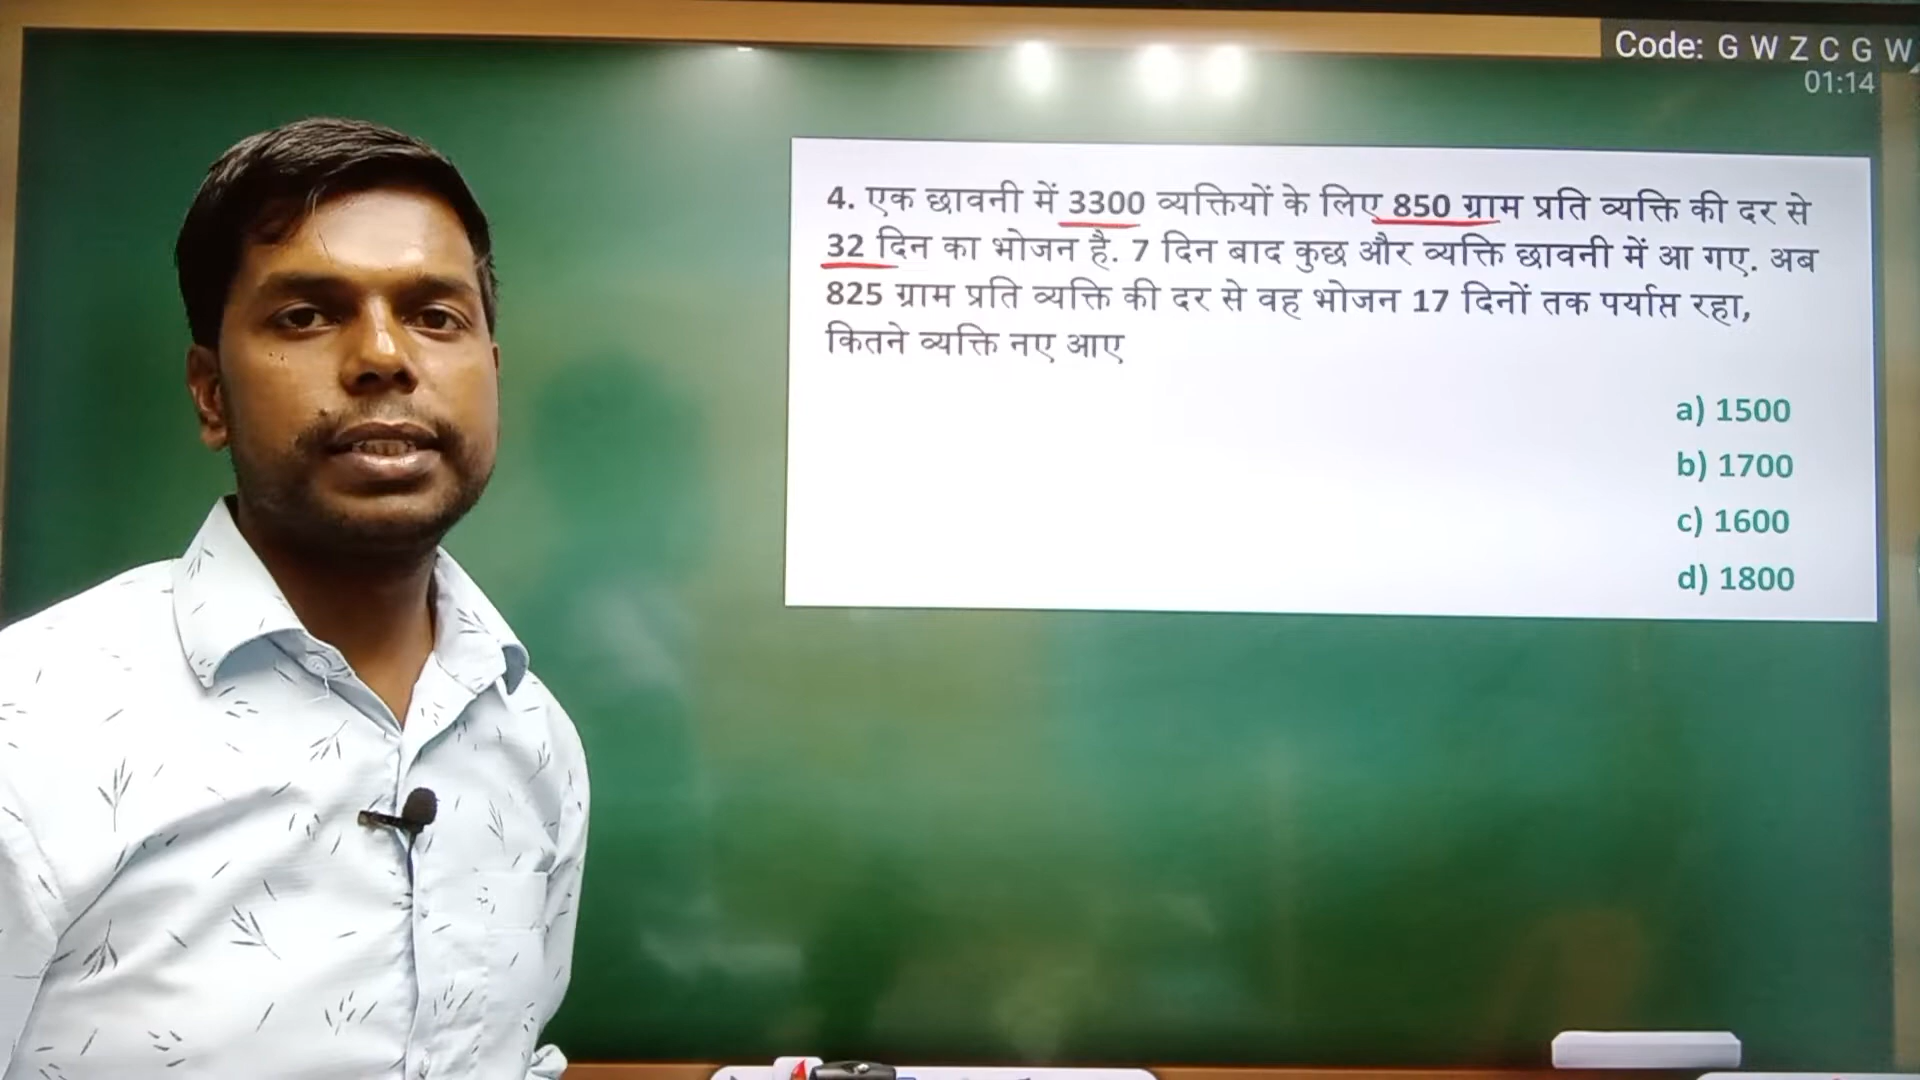 Code: G W Z C G W
01:14
4. एक छावनी में 3300 व्यक्तियों के लिए 850 ग्राम प्रति व्यक्ति की दर से
32 दिन का भोजन है. 7 दिन बाद कुछ और व्यक्ति छावनी में आ गए. अब
825 ग्राम प्रति व्यक्ति की दर से वह भोजन 17 दिनों तक पर्याप्त रहा,
कितने व्यक्ति नए आए
a) 1500
b) 1700
c) 1600
d) 1800